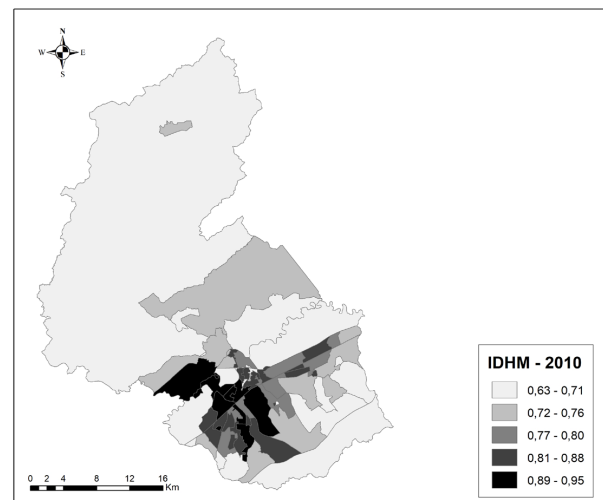 N
W E
S
IDHM - 2010
0,63 - 0,71
0,72 - 0,76
0,77 - 0,80
0,81 - 0,88
0,89 - 0,95
0 2 4 8 12 16
Km